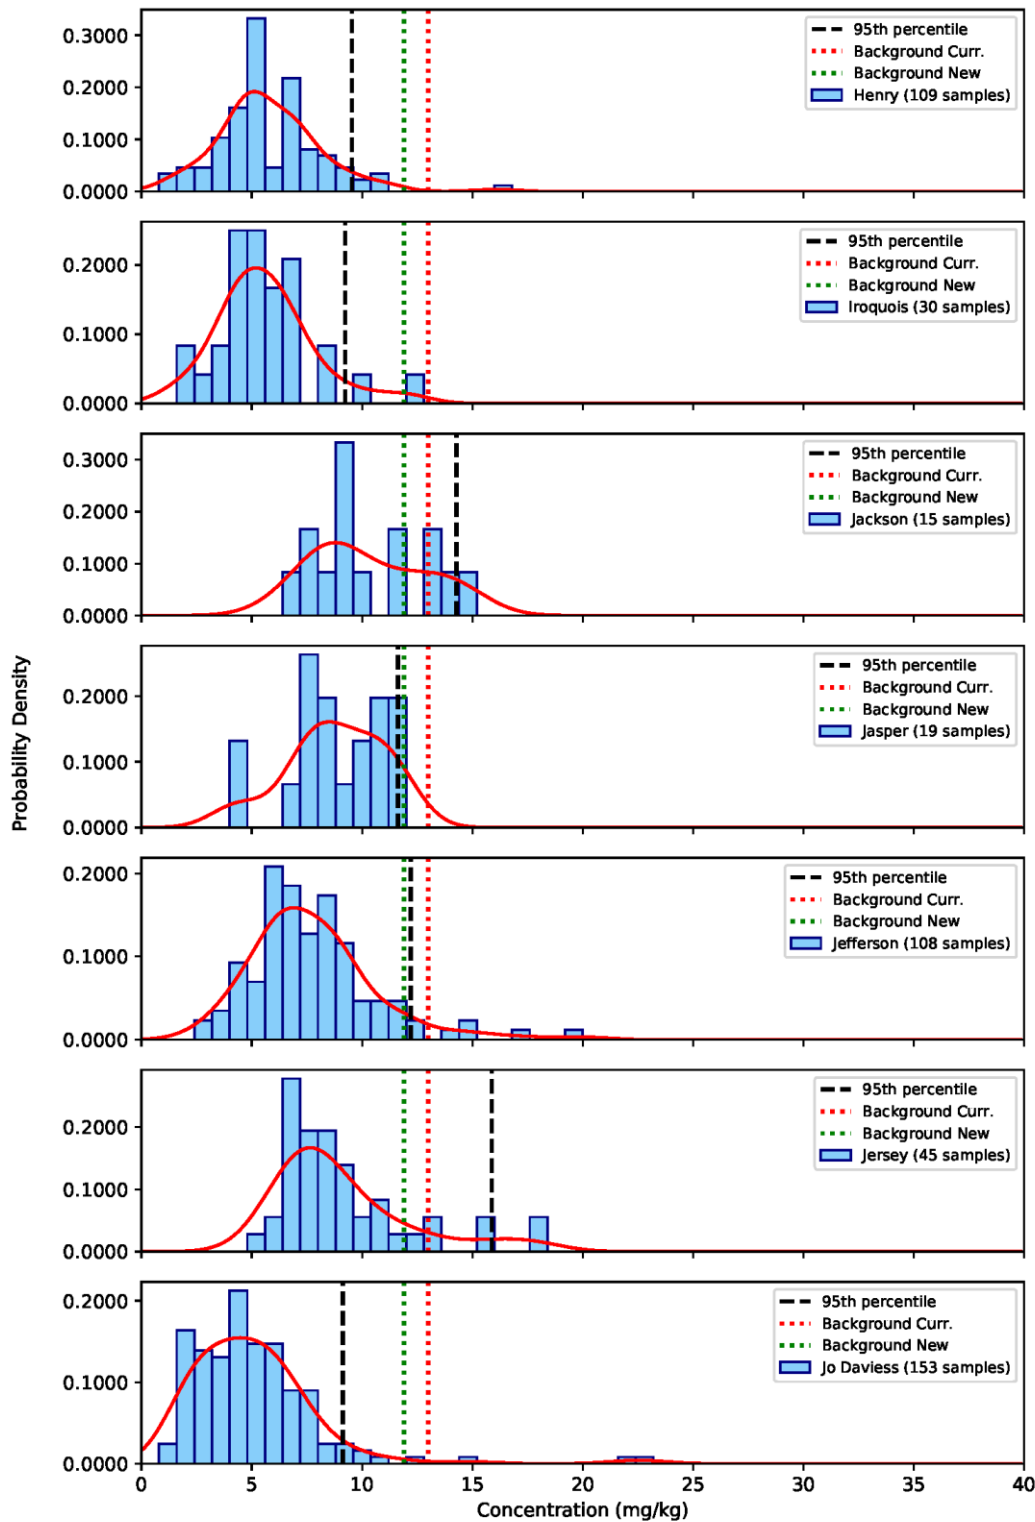 0.3000
0.2000
0.1000
0.0000
95th percentile
Background Curr.
Background New
Henry (109 samples)
0.2000
0.1000
0.0000
95th percentile
Background Curr.
Background New
Iroquois (30 samples)
0.3000
0.2000
0.1000
0.0000
95th percentile
Background Curr.
Background New
Jackson (15 samples)
Probability Density
0.2000
0.1000
0.0000
95th percentile
Background Curr.
Background New
Jasper (19 samples)
0.2000
0.1000
0.0000
95th percentile
Background Curr.
Background New
Jefferson (108 samples)
0.2000
0.1000
0.0000
95th percentile
Background Curr.
Background New
Jersey (45 samples)
0.2000
0.1000
0.0000
95th percentile
Background Curr.
Background New
Jo Daviess (153 samples)
0 5 10 15 20 25 30 35 40
Concentration (mg/kg)